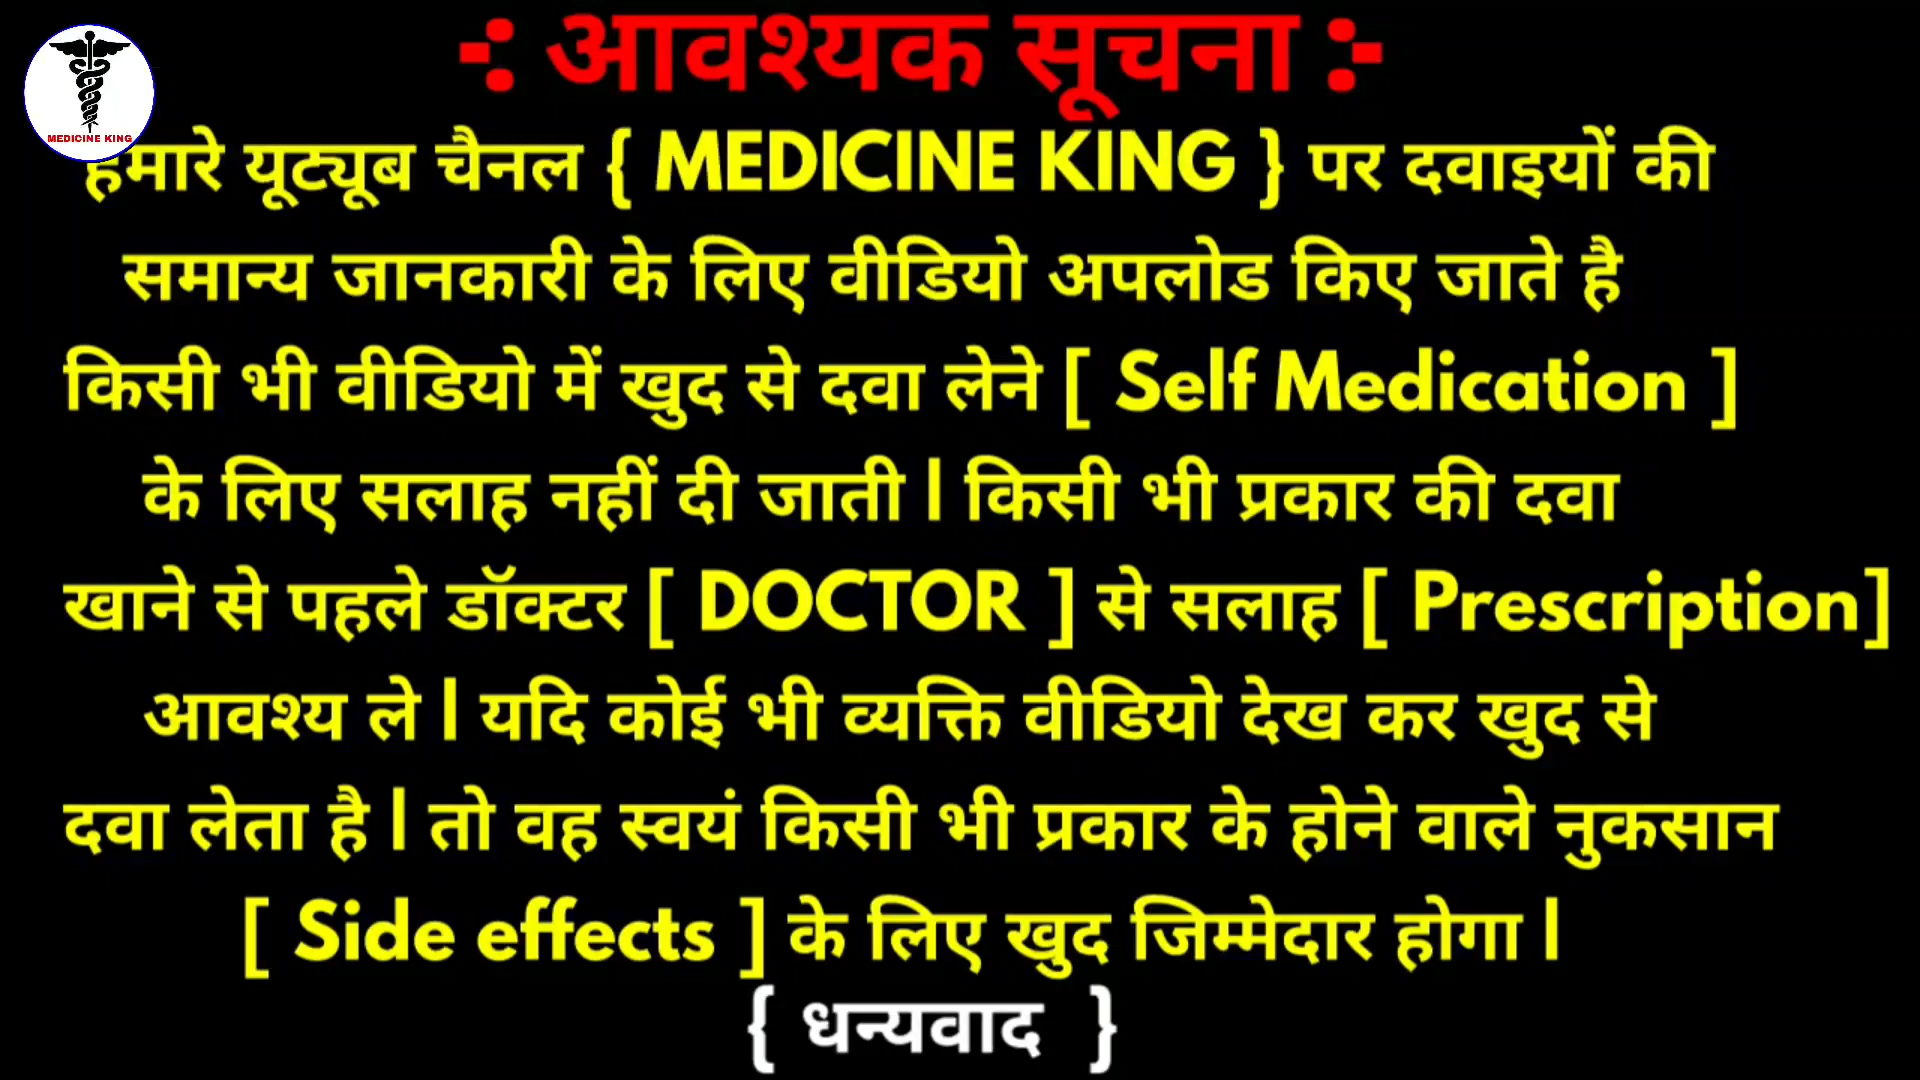 -: आवश्यक सूचना :-
MEDICINE KING
हमारे यूट्यूब चैनल { MEDICINE KING } पर दवाइयों की
समान्य जानकारी के लिए वीडियो अपलोड किए जाते है
किसी भी वीडियो में खुद से दवा लेने [ Self Medication ]
के लिए सलाह नहीं दी जाती | किसी भी प्रकार की दवा
खाने से पहले डॉक्टर [ DOCTOR ] से सलाह [ Prescription]
आवश्य ले | यदि कोई भी व्यक्ति वीडियो देख कर खुद से
दवा लेता है | तो वह स्वयं किसी भी प्रकार के होने वाले नुकसान
[ Side effects ] के लिए खुद जिम्मेदार होगा |
{ धन्यवाद }